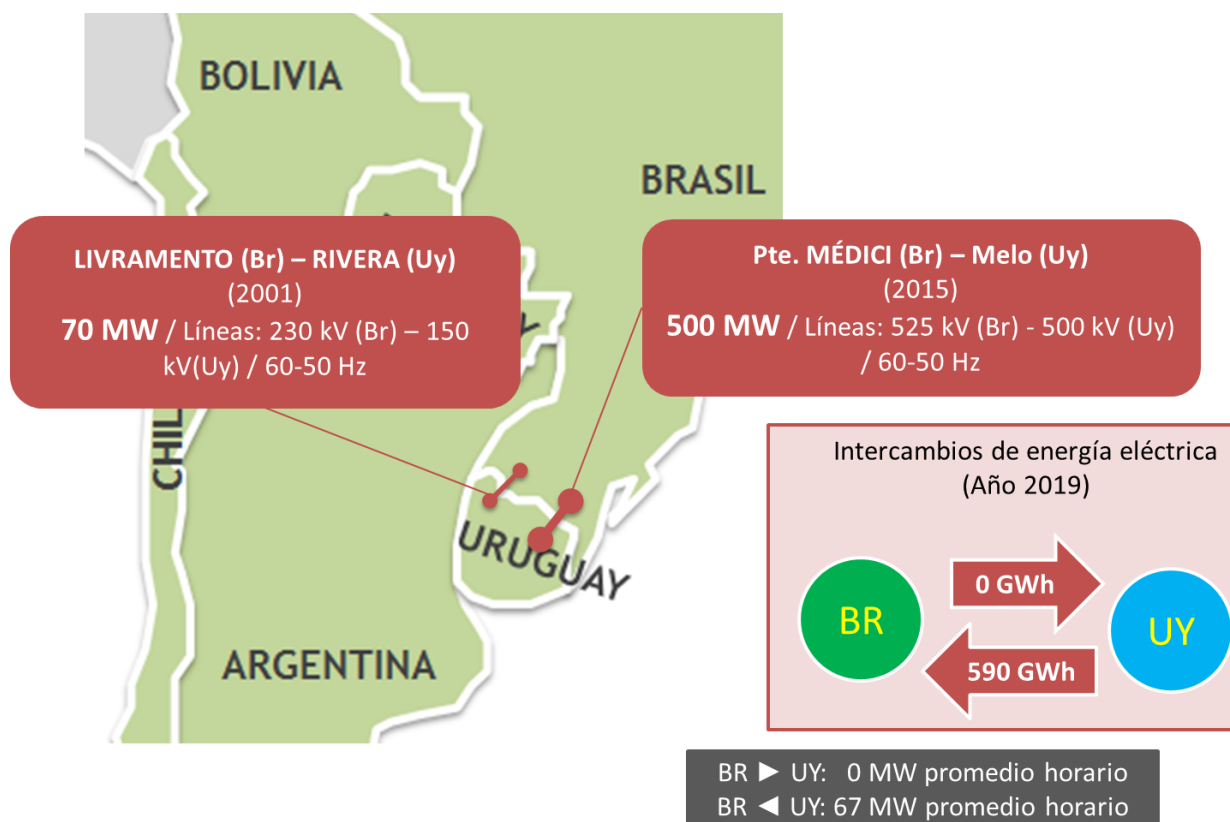 BOLIVIA
BRASIL
LIVRAMENTO (Br) – RIVERA (Uy)
(2001)
70 MW / Líneas: 230 kV (Br) – 150
kV(Uy) / 60-50 Hz
Pte. MÉDICI (Br) – Melo (Uy)
(2015)
500 MW / Líneas: 525 kV (Br) - 500 kV (Uy)
/ 60-50 Hz
CHIL
URUGUAY
ARGENTINA
Intercambios de energía eléctrica
(Año 2019)
0 GWh
BR
UY
590 GWh
BR ► UY: 0 MW promedio horario
BR ◄ UY: 67 MW promedio horario